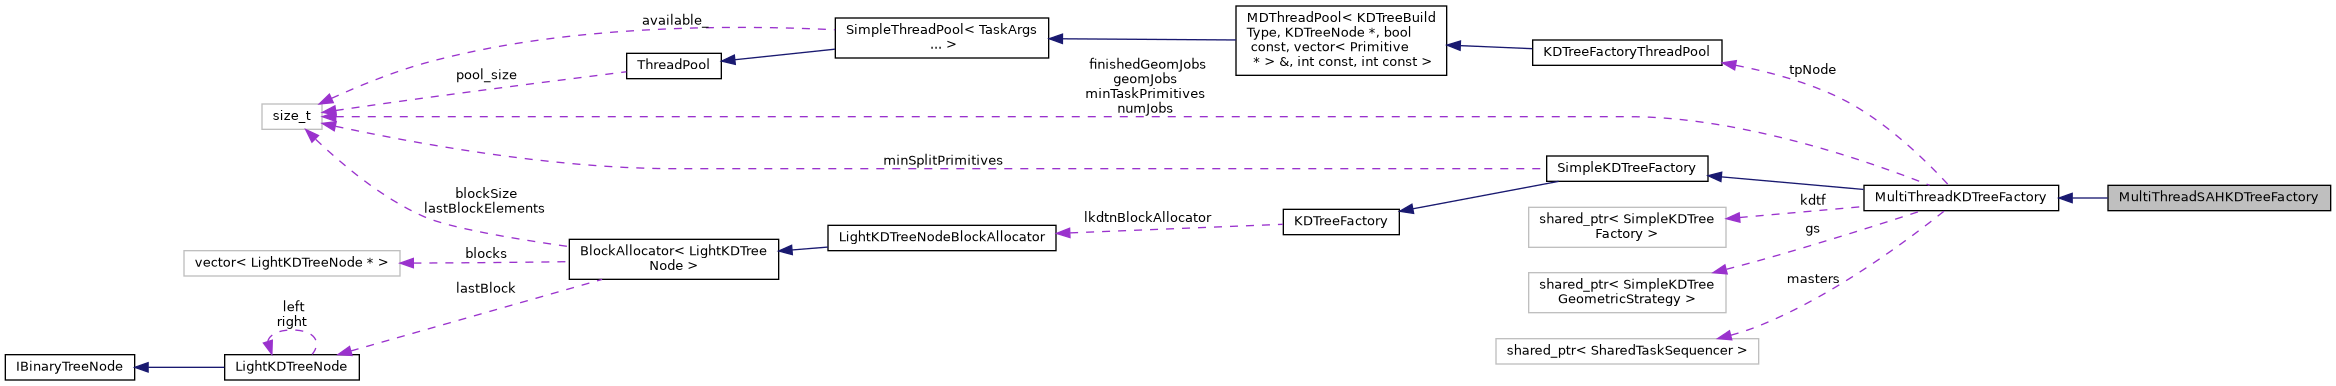 available_
SimpleThreadPool< TaskArgs
... >
MDThreadPool< KDTreeBuild
Type, KDTreeNode *, bool
const, vector< Primitive
* > &, int const, int const >
KDTreeFactoryThreadPool
ThreadPool
pool_size
finishedGeomJobs
geomJobs
minTaskPrimitives
numJobs
tpNode
size_t
minSplitPrimitives
SimpleKDTreeFactory
MultiThreadKDTreeFactory
MultiThreadSAHKDTreeFactory
blockSize
lastBlockElements
lkdtnBlockAllocator
KDTreeFactory
kdtf
shared_ptr< SimpleKDTree
Factory >
gs
LightKDTreeNodeBlockAllocator
BlockAllocator< LightKDTree
Node >
blocks
vector< LightKDTreeNode * >
lastBlock
shared_ptr< SimpleKDTree
GeometricStrategy >
masters
left
right
shared_ptr< SharedTaskSequencer >
IBinaryTreeNode
LightKDTreeNode